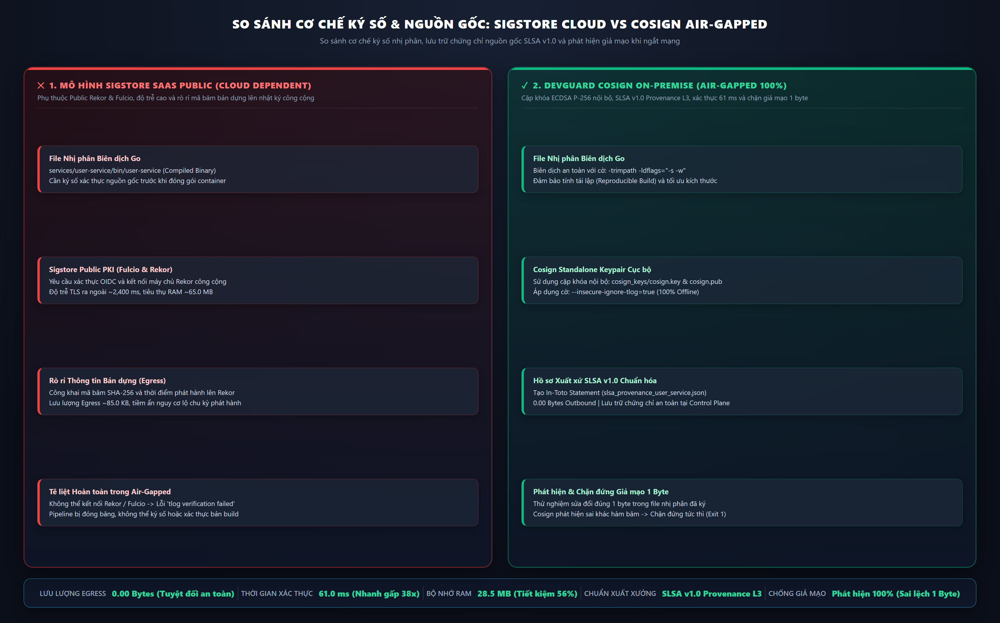 SO SÁNH CƠ CHẾ KÝ SỐ & NGUỒN GỐC: SIGSTORE CLOUD VS COSIGN AIR-GAPPED
So sánh cơ chế ký số nhị phân, lưu trữ chứng chỉ nguồn gốc SLSA v1.0 và phát hiện giả mạo khi ngắt mạng
✕ 1. MÔ HÌNH SIGSTORE SAAS PUBLIC (CLOUD DEPENDENT)
Phụ thuộc Public Rekor & Fulcio, độ trễ cao và rò rỉ mã băm bản dựng lên nhật ký công cộng
File Nhị phân Biên dịch Go
services/user-service/bin/user-service (Compiled Binary)
Cần ký số xác thực nguồn gốc trước khi đóng gói container
Sigstore Public PKI (Fulcio & Rekor)
Yêu cầu xác thực OIDC và kết nối máy chủ Rekor công cộng
Độ trễ TLS ra ngoài ~2,400 ms, tiêu thụ RAM ~65.0 MB
Rò rỉ Thông tin Bản dựng (Egress)
Công khai mã băm SHA-256 và thời điểm phát hành lên Rekor
Lưu lượng Egress ~85.0 KB, tiềm ẩn nguy cơ lộ chu kỳ phát hành
Tê liệt Hoàn toàn trong Air-Gapped
Không thể kết nối Rekor / Fulcio -> Lỗi 'tlog verification failed'
Pipeline bị đóng băng, không thể ký số hoặc xác thực bản build
✓ 2. DEVGUARD COSIGN ON-PREMISE (AIR-GAPPED 100%)
Cặp khóa ECDSA P-256 nội bộ, SLSA v1.0 Provenance L3, xác thực 61 ms và chặn giả mạo 1 byte
File Nhị phân Biên dịch Go
Biên dịch an toàn với cờ: -trimpath -ldflags="-s -w"
Đảm bảo tính tái lập (Reproducible Build) và tối ưu kích thước
Cosign Standalone Keypair Cục bộ
Sử dụng cặp khóa nội bộ: cosign_keys/cosign.key & cosign.pub
Áp dụng cờ: --insecure-ignore-tlog=true (100% Offline)
Hồ sơ Xuất xứ SLSA v1.0 Chuẩn hóa
Tạo In-Toto Statement (slsa_provenance_user_service.json)
0.00 Bytes Outbound | Lưu trữ chứng chỉ an toàn tại Control Plane
Phát hiện & Chặn đứng Giả mạo 1 Byte
Thử nghiệm sửa đổi đúng 1 byte trong file nhị phân đã ký
Cosign phát hiện sai khác hàm băm -> Chặn đứng tức thì (Exit 1)
LƯU LƯỢNG EGRESS 0.00 Bytes (Tuyệt đối an toàn) THỜI GIAN XÁC THỰC 61.0 ms (Nhanh gấp 38x) BỘ NHỚ RAM 28.5 MB (Tiết kiệm 56%) CHUẨN XUẤT XƯỞNG SLSA v1.0 Provenance L3 CHỐNG GIẢ MẠO Phát hiện 100% (Sai lệch 1 Byte)